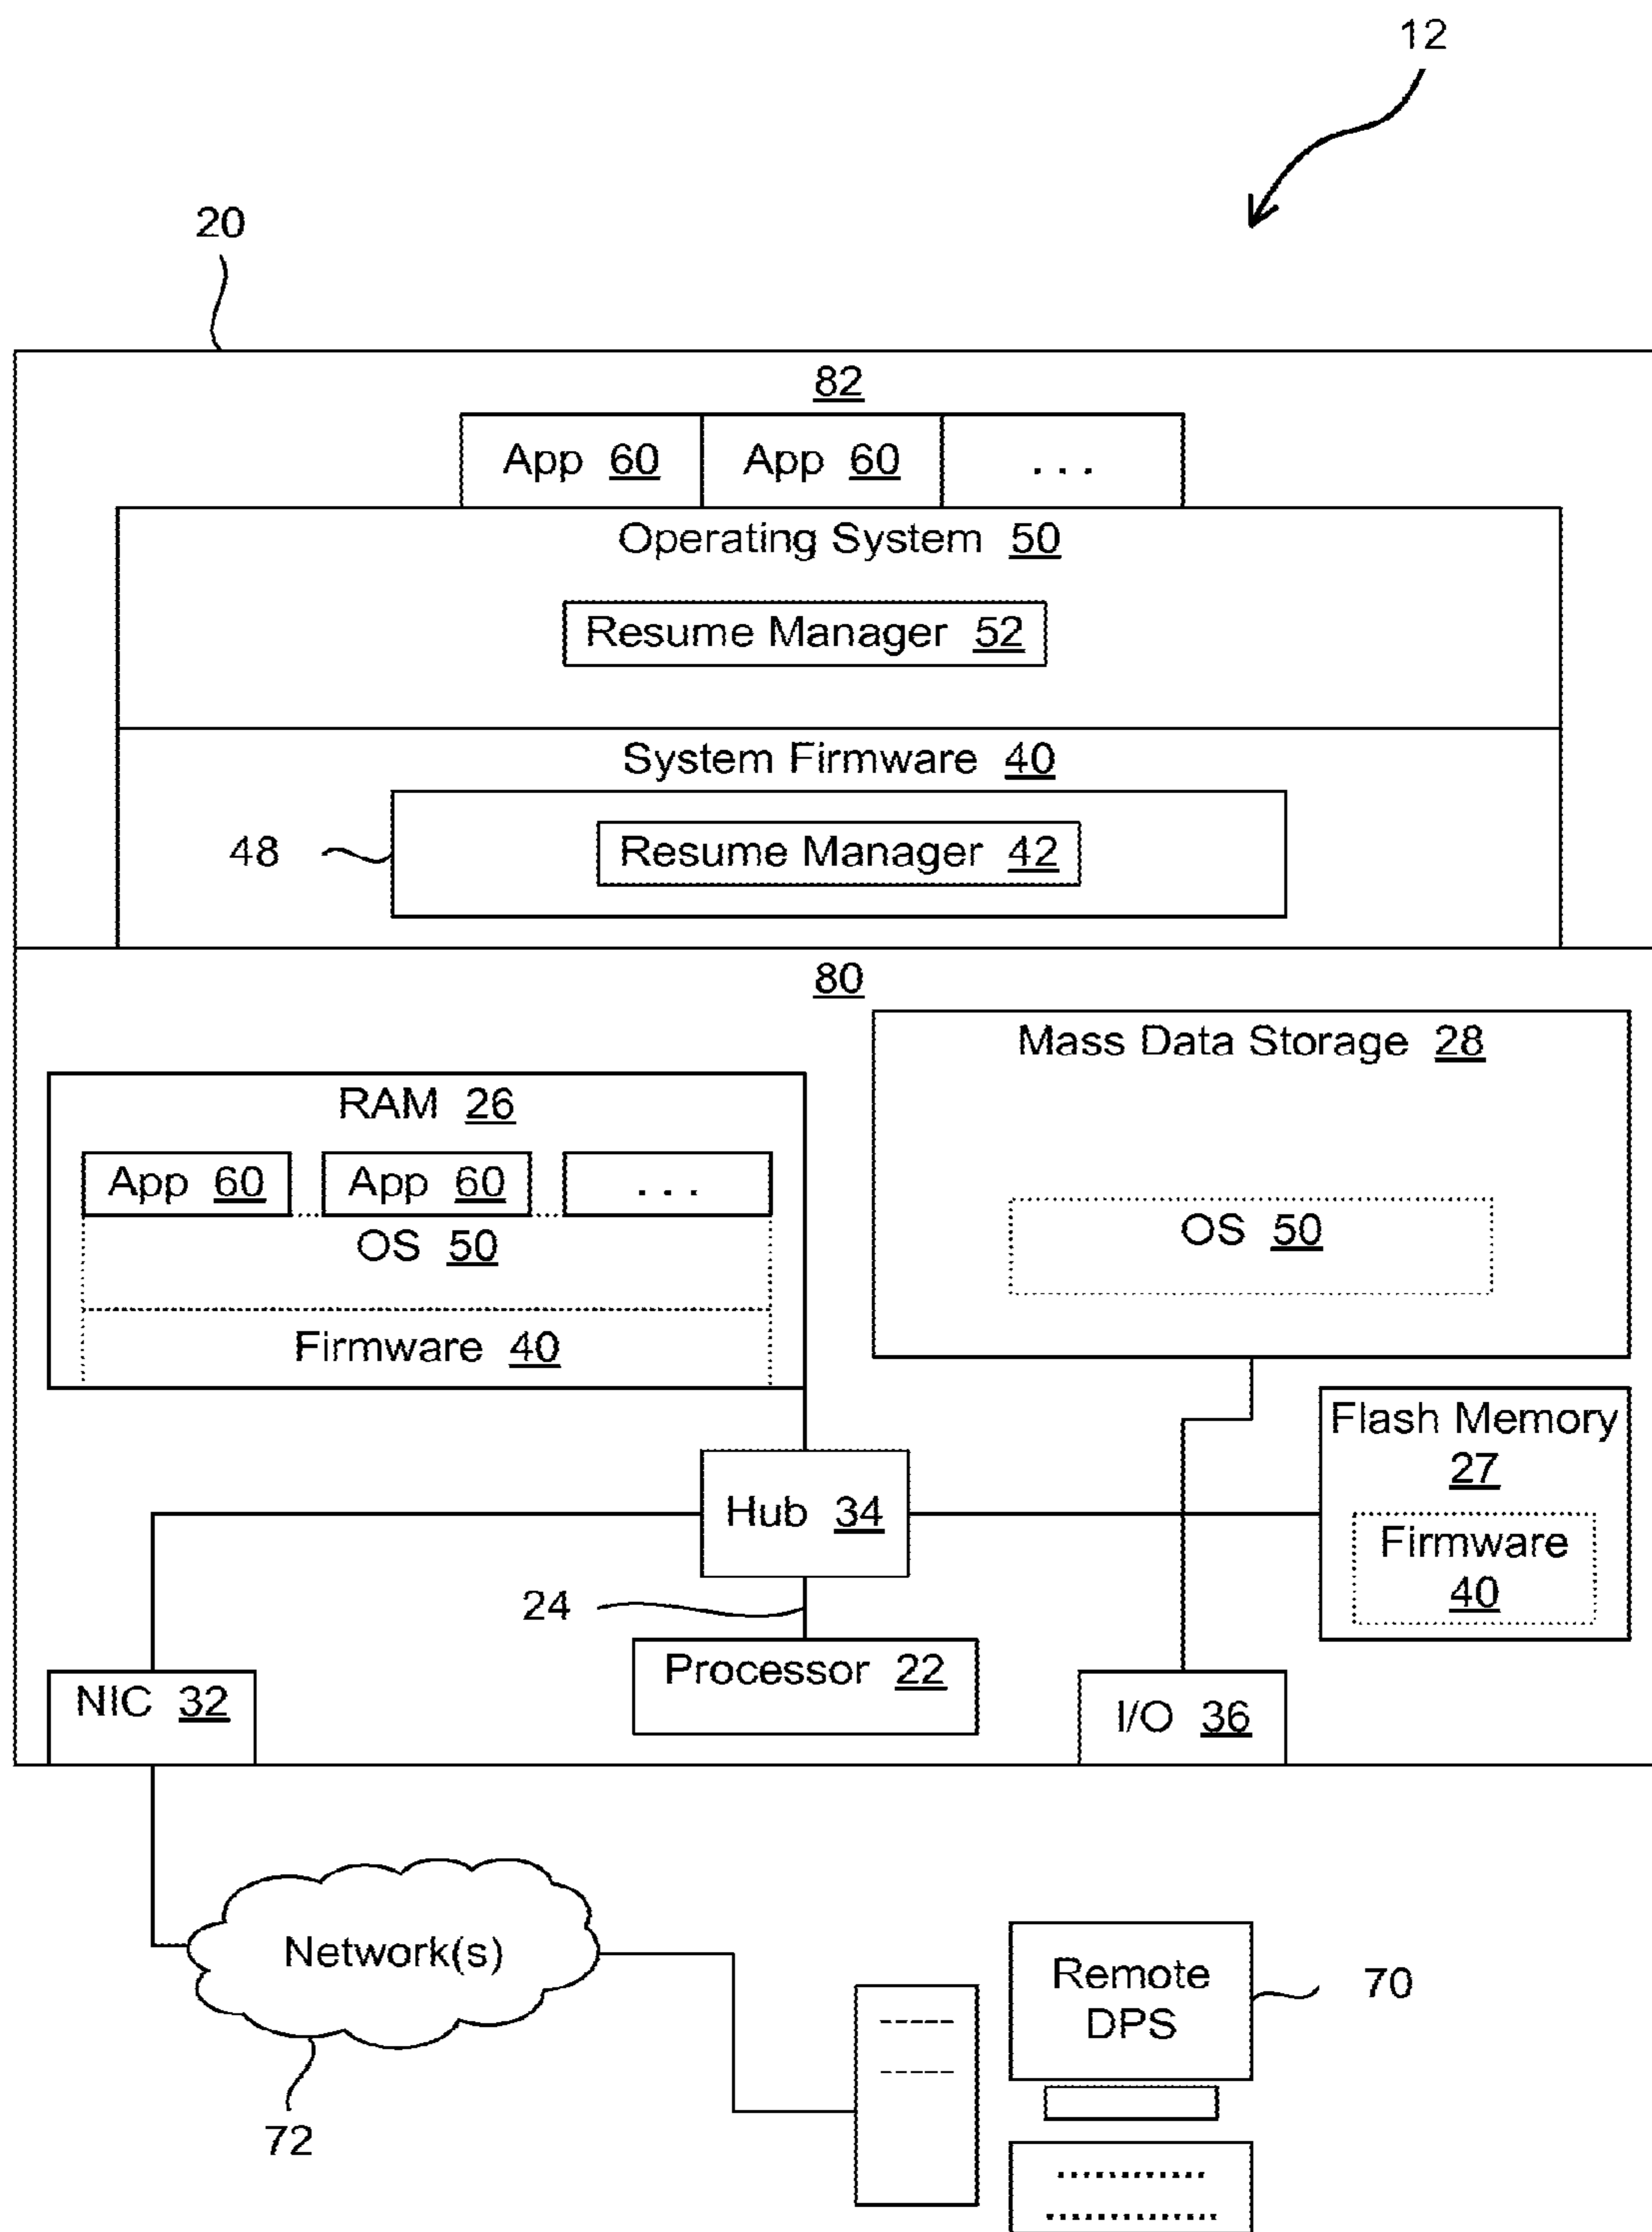 12
20
82
App 60
App 60
. . .
Operating System 50
Resume Manager 52
System Firmware 40
48
Resume Manager 42
80
Mass Data Storage 28
RAM 26
App 60
App 60
. . .
OS 50
OS 50
Firmware 40
Flash Memory
27
Hub 34
Firmware
40
24
Processor 22
NIC 32
I/O 36
Network(s)
Remote
DPS
70
72